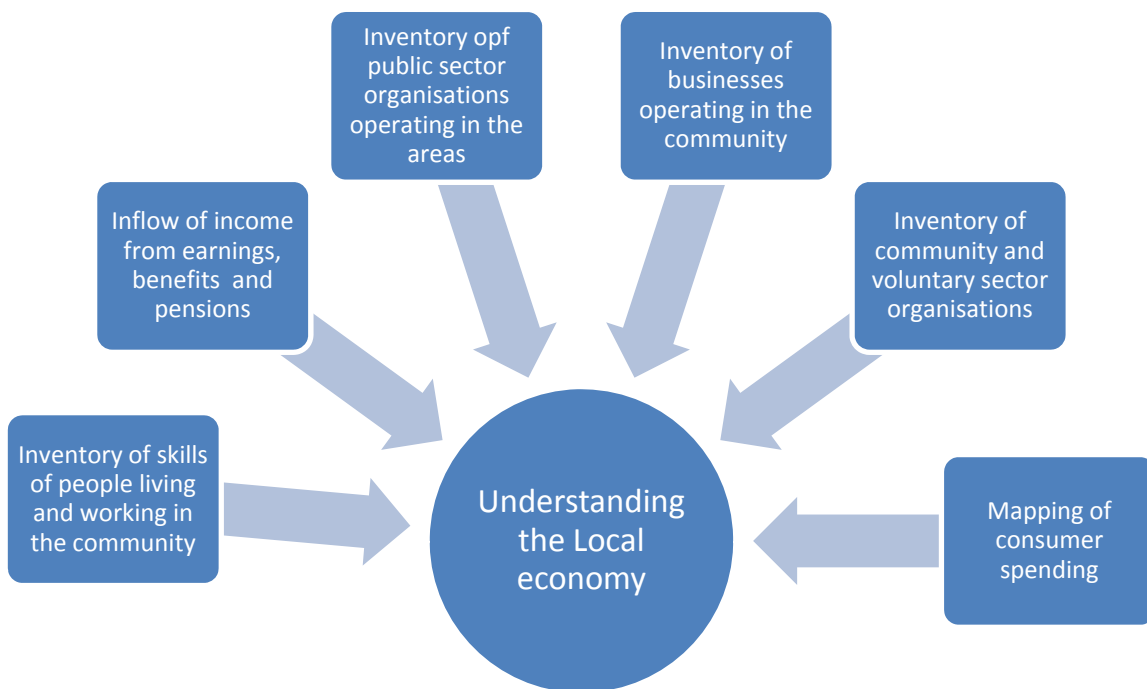 Inventory opf
public sector
organisations
operating in the
areas
Inventory of
businesses
operating in the
community
Inflow of income
from earnings,
benefits and
pensions
Inventory of
community and
voluntary sector
organisations
Inventory of skills
of people living
and working in
the community
Understanding
the Local
economy
Mapping of
consumer
spending